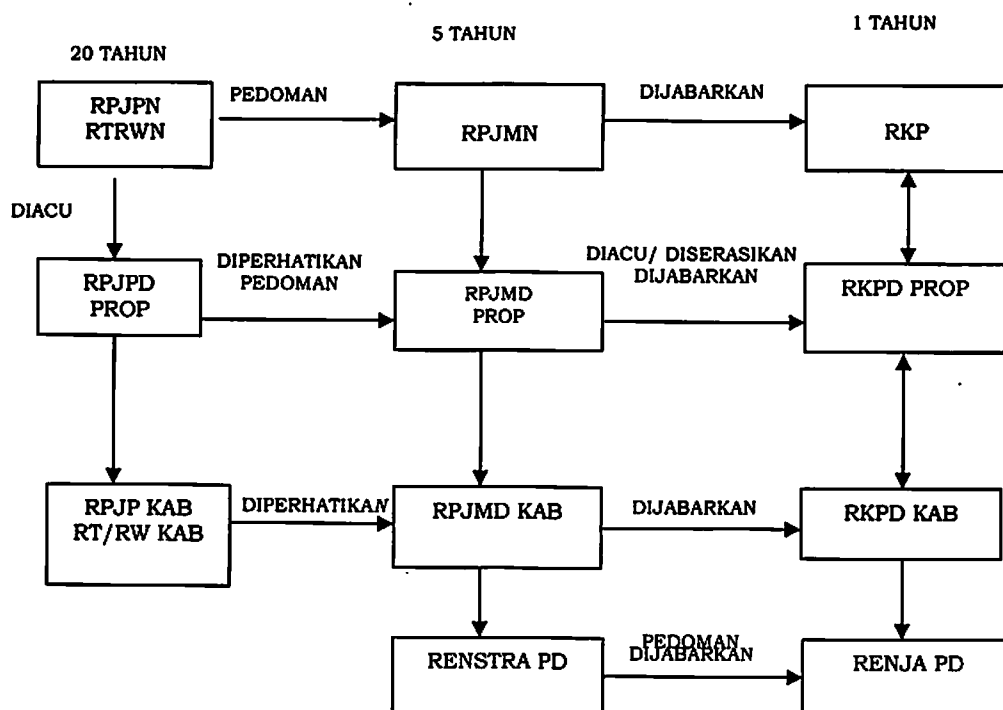 20 TAHUN
5 TAHUN
1 TAHUN
RPJPN
RTRWN
PEDOMAN
RPJMN
DIJABARKAN
RKP
DIACU
RPJPD
PROP
DIPERHATIKAN
PEDOMAN
RPJMD
PROP
DIACU/ DISERASIKAN
DIJABARKAN
RKPD PROP
RPJP KAB
RT/RW KAB
DIPERHATIKAN
RPJMD KAB
DIJABARKAN
RKPD KAB
RENSTRA PD
PEDOMAN
DIJABARKAN
RENJA PD